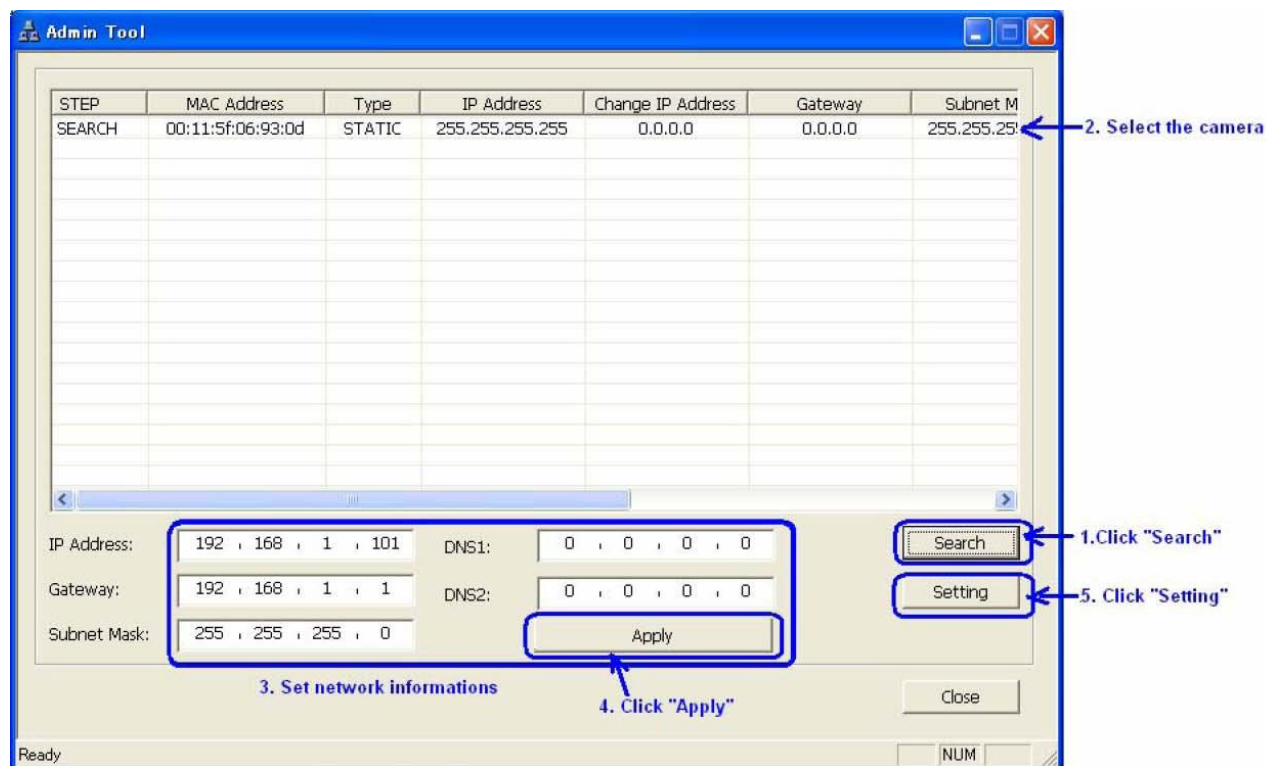 Admin Tool
STEP MAC Address Type IP Address Change IP Address Gateway Subnet M
SEARCH 00:11:5f:06:93:0d STATIC 255.255.255.255 0.0.0.0 0.0.0.0 255.255.25
2. Select the camera
IP Address: 192 . 168 . 1 . 101 DNS1: 0 . 0 . 0 . 0 Search
1.Click "Search"
Gateway: 192 . 168 . 1 . 1 DNS2: 0 . 0 . 0 . 0 Setting
5. Click "Setting"
Subnet Mask: 255 . 255 . 255 . 0 Apply
3. Set network informations
4. Click "Apply"
Close
Ready NUM